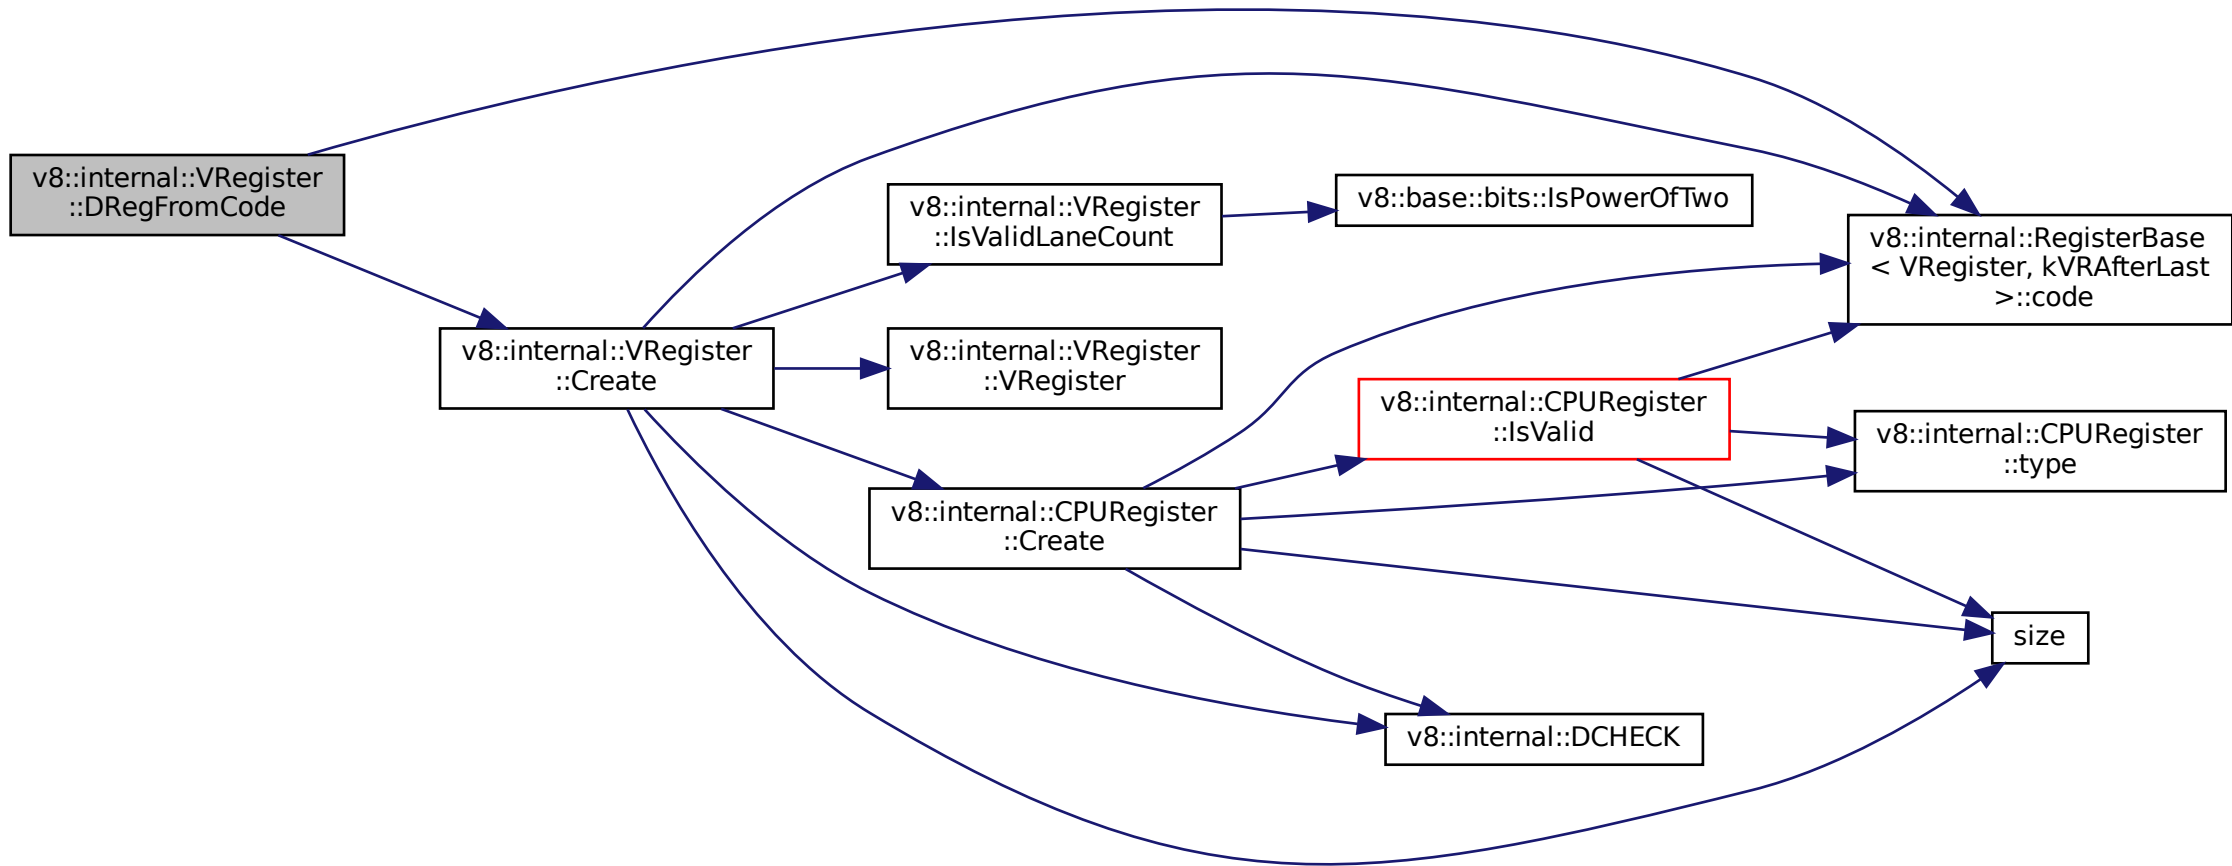 v8::internal::VRegister
::DRegFromCode
v8::internal::VRegister
::Create
v8::internal::VRegister
::IsValidLaneCount
v8::base::bits::IsPowerOfTwo
v8::internal::RegisterBase
< VRegister, kVRAfterLast
>::code
v8::internal::VRegister
::VRegister
v8::internal::CPURegister
::IsValid
v8::internal::CPURegister
::type
v8::internal::CPURegister
::Create
size
v8::internal::DCHECK